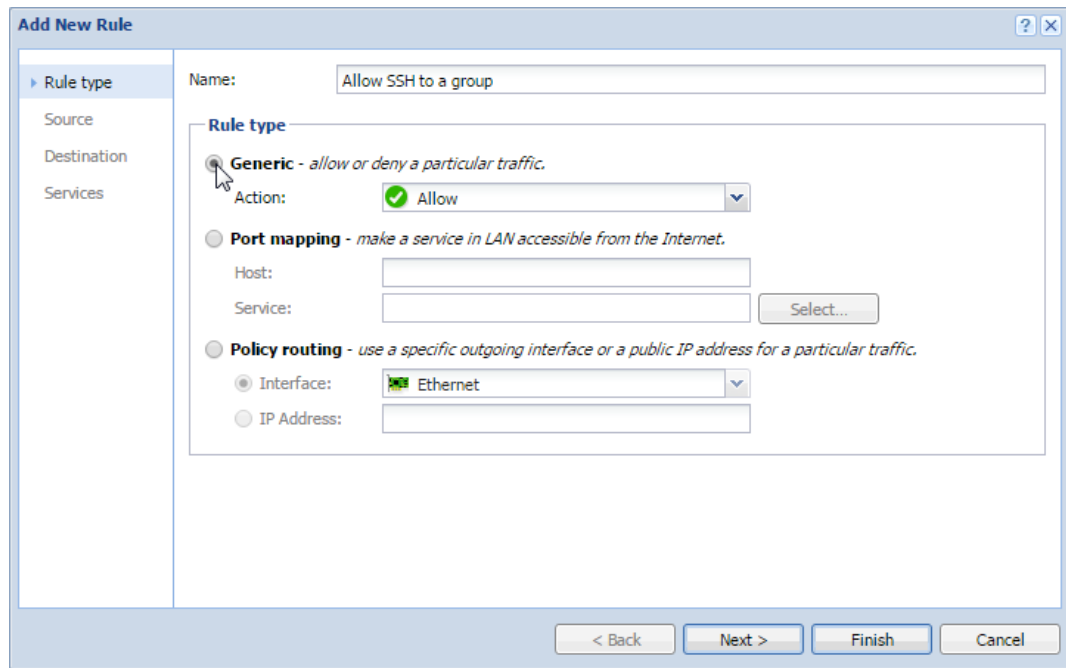 Add New Rule
Rule type
Source
Destination
Services
Name: Allow SSH to a group
Rule type
Generic - allow or deny a particular traffic.
Action: Allow
Port mapping - make a service in LAN accessible from the Internet.
Host:
Service: Select...
Policy routing - use a specific outgoing interface or a public IP address for a particular traffic.
Interface: Ethernet
IP Address:
< Back Next > Finish Cancel